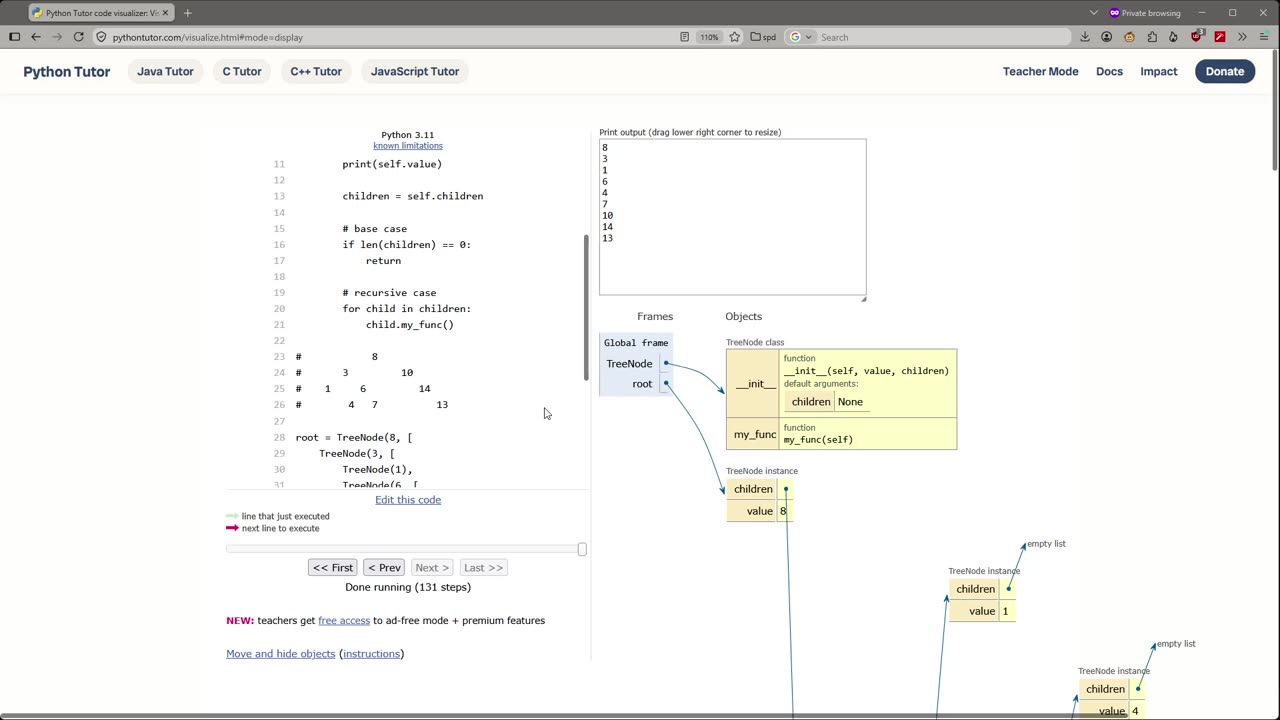 Python Tutor code visualizer: Vi
Private browsing
pythontutor.com/visualize.html#mode=display
110%
spd
Search
Python Tutor
Java Tutor
C Tutor
C++ Tutor
JavaScript Tutor
Teacher Mode
Docs
Impact
Donate
Python 3.11
known limitations
11 print(self.value)
12
13 children = self.children
14
15 # base case
16 if len(children) == 0:
17 return
18
19 # recursive case
20 for child in children:
21 child.my_func()
22
23 # 8
24 # 3 10
25 # 1 6 14
26 # 4 7 13
27
28 root = TreeNode(8, [
29 TreeNode(3, [
30 TreeNode(1),
31 TreeNode(6, [
Edit this code
line that just executed
next line to execute
<< First
< Prev
Next >
Last >>
Done running (131 steps)
NEW: teachers get free access to ad-free mode + premium features
Move and hide objects (instructions)
Print output (drag lower right corner to resize)
8
3
1
6
4
7
10
14
13
Frames
Objects
Global frame
TreeNode
root
TreeNode class
__init__
function
__init__(self, value, children)
default arguments:
children None
my_func
function
my_func(self)
TreeNode instance
children
value 8
empty list
TreeNode instance
children
value 1
empty list
TreeNode instance
children
value 4